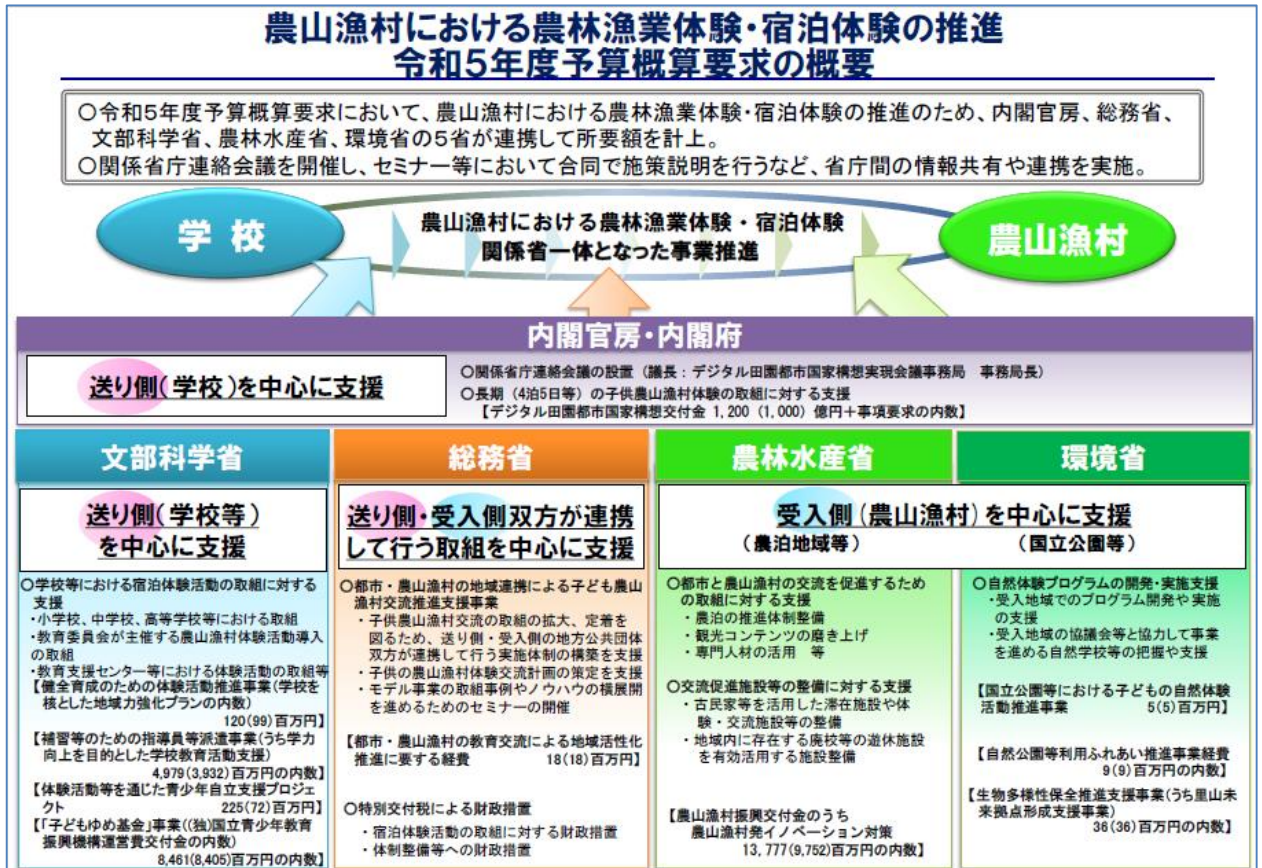 農山漁村における農林漁業体験・宿泊体験の推進
令和5年度予算概算要求の概要
○令和5年度予算概算要求において、農山漁村における農林漁業体験・宿泊体験の推進のため、内閣官房、総務省、
文部科学省、農林水産省、環境省の5省が連携して所要額を計上。
○関係省庁連絡会議を開催し、セミナー等において合同で施策説明を行うなど、省庁間の情報共有や連携を実施。
学 校
農山漁村における農林漁業体験・宿泊体験
関係省一体となった事業推進
農山漁村
内閣官房・内閣府
送り側(学校)を中心に支援
○関係省庁連絡会議の設置（議長：デジタル田園都市国家構想実現会議事務局　事務局長）
○長期（4泊5日等）の子供農山漁村体験の取組に対する支援
【デジタル田園都市国家構想交付金 1,200（1,000）億円＋事項要求の内数】
文部科学省
送り側(学校等)
を中心に支援
○学校等における宿泊体験活動の取組に対する
支援
・小学校、中学校、高等学校等における取組
・教育委員会が主催する農山漁村体験活動導入
の取組
・教育支援センター等における体験活動の取組等
【健全育成のための体験活動推進事業(学校を
核とした地域力強化プランの内数)
120(99)百万円】
【補習等のための指導員等派遣事業(うち学力
向上を目的とした学校教育活動支援)
4,979(3,932)百万円の内数】
【体験活動等を通じた青少年自立支援プロジェ
クト　225(72)百万円】
【「子どもゆめ基金」事業((独)国立青少年教育
振興機構運営費交付金の内数)
8,461(8,405)百万円の内数】
総務省
送り側・受入側双方が連携
して行う取組を中心に支援
○都市・農山漁村の地域連携による子ども農山
漁村交流推進支援事業
・子供農山漁村交流の取組の拡大、定着を
図るため、送り側・受入側の地方公共団体
双方が連携して行う実施体制の構築を支援
・子供の農山漁村体験交流計画の策定を支援
・モデル事業の取組事例やノウハウの横展開
を進めるためのセミナーの開催
【都市・農山漁村の教育交流による地域活性化
推進に要する経費　18(18)百万円】
○特別交付税による財政措置
・宿泊体験活動の取組に対する財政措置
・体制整備等への財政措置
農林水産省
環境省
受入側(農山漁村)を中心に支援
(農泊地域等)
(国立公園等)
○都市と農山漁村の交流を促進するため
の取組に対する支援
・農泊の推進体制整備
・観光コンテンツの磨き上げ
・専門人材の活用　等
○交流促進施設等の整備に対する支援
・古民家等を活用した滞在施設や体
験・交流施設等の整備
・地域内に存在する廃校等の遊休施設
を有効活用する施設整備
【農山漁村振興交付金のうち
農山漁村発イノベーション対策
13,777(9,752)百万円の内数】
○自然体験プログラムの開発・実施支援
・受入地域でのプログラム開発や実施
の支援
・受入地域の協議会等と協力して事業
を進める自然学校等の把握や支援
【国立公園等における子どもの自然体験
活動推進事業　5(5)百万円】
【自然公園等利用ふれあい推進事業経費
9(9)百万円の内数】
【生物多様性保全推進支援事業(うち里山未
来拠点形成支援事業)
36(36)百万円の内数】